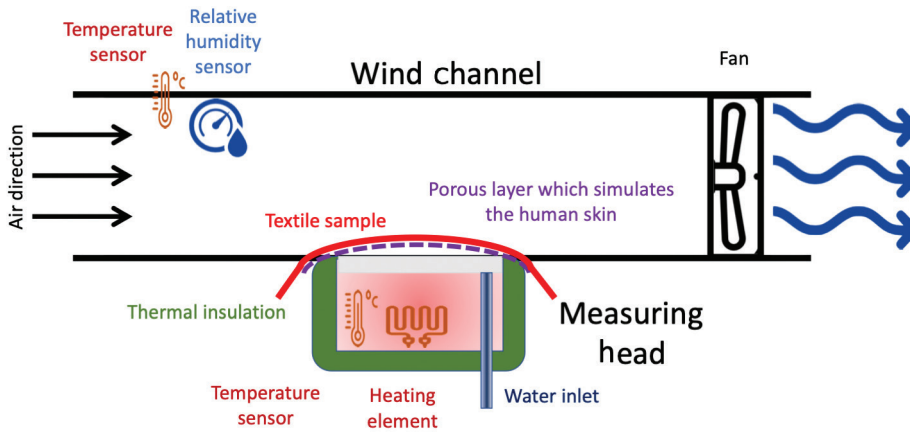 Temperature
sensor
Relative
humidity
sensor
°C
Wind channel
Fan
Air direction
Porous layer which simulates
the human skin
Textile sample
Thermal insulation
°C
Measuring
head
Temperature
sensor
Heating
element
Water inlet